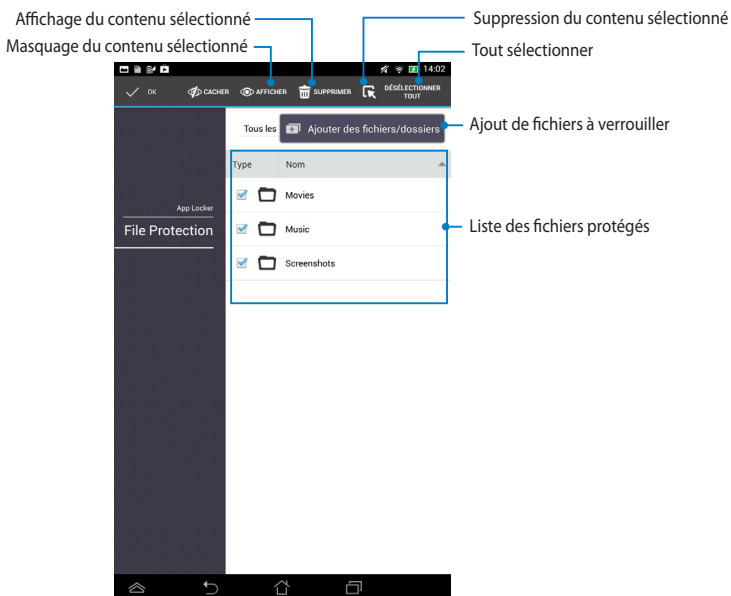 Affichage du contenu sélectionné
Suppression du contenu sélectionné
Masquage du contenu sélectionné
Tout sélectionner
14:02
OK
CACHER
AFFICHER
SUPPRIMER
DÉSÉLECTIONNER
TOUT
Tous les
Ajouter des fichiers/dossiers
Ajout de fichiers à verrouiller
Type
Nom
Movies
App Locker
File Protection
Music
Liste des fichiers protégés
Screenshots